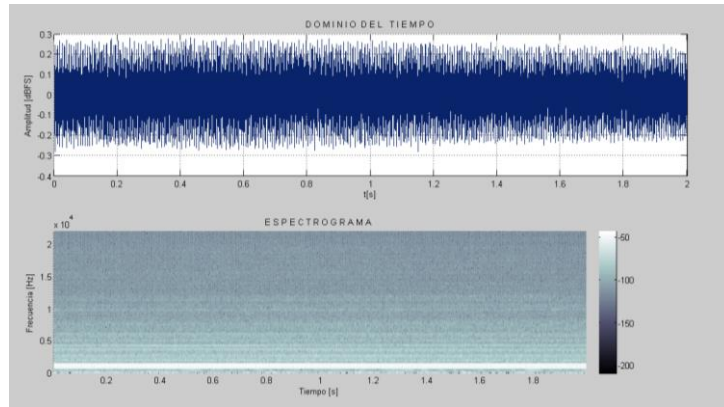 DOMINIO DEL TIEMPO
Amplitud [dBFS]
0.3
0.2
0.1
0
-0.1
-0.2
-0.3
-0.4
0 0.2 0.4 0.6 0.8 1 1.2 1.4 1.6 1.8 2
t[s]
ESPECTROGRAMA
x 10^4
Frecuencia [Hz]
2
1.5
1
0.5
0
0.2 0.4 0.6 0.8 1 1.2 1.4 1.6 1.8
Tiempo [s]
-50
-100
-150
-200